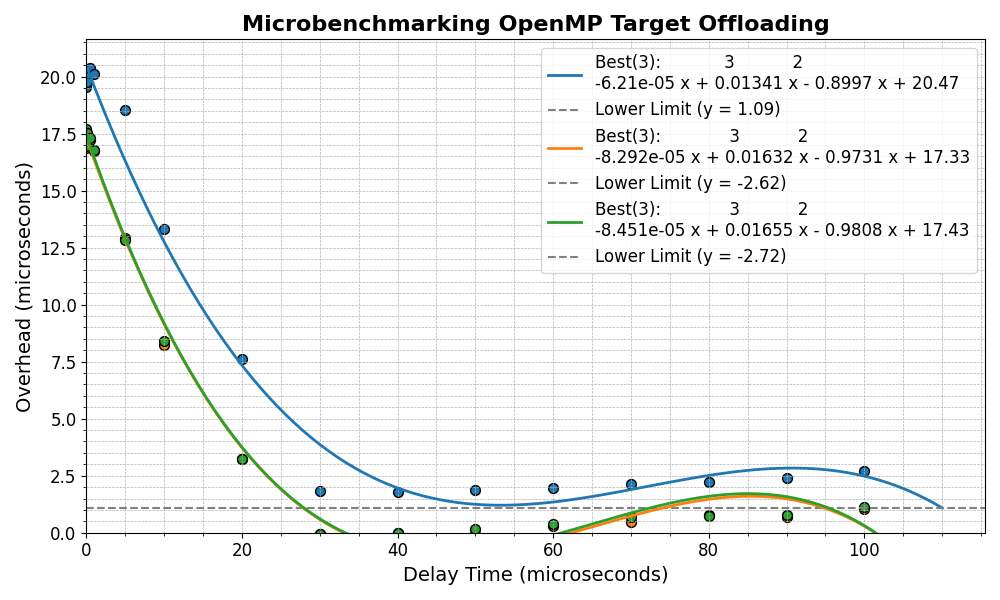 Microbenchmarking OpenMP Target Offloading
Overhead (microseconds)
20.0
17.5
15.0
12.5
10.0
7.5
5.0
2.5
0.0
Best(3): 3 2
-6.21e-05 x + 0.01341 x - 0.8997 x + 20.47
Lower Limit (y = 1.09)
Best(3): 3 2
-8.292e-05 x + 0.01632 x - 0.9731 x + 17.33
Lower Limit (y = -2.62)
Best(3): 3 2
-8.451e-05 x + 0.01655 x - 0.9808 x + 17.43
Lower Limit (y = -2.72)
0 20 40 60 80 100
Delay Time (microseconds)